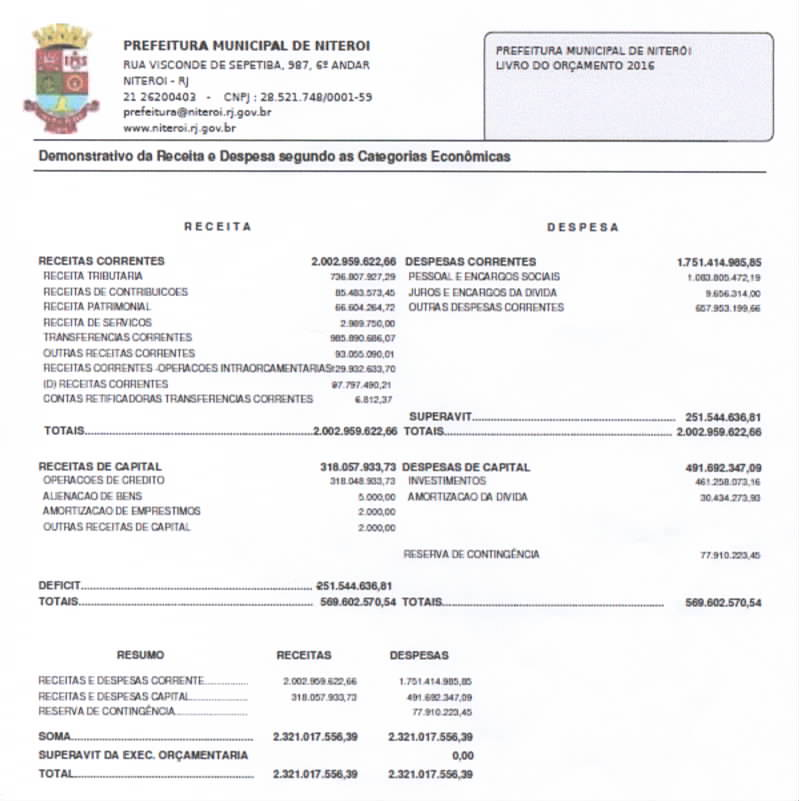 PREFEITURA MUNICIPAL DE NITEROI
RUA VISCONDE DE SEPETIBA, 987, 6º ANDAR
NITEROI - RJ
21 26200403 - CNPJ : 28.521.748/0001-59
prefeitura@niteroi.rj.gov.br
www.niteroi.rj.gov.br
PREFEITURA MUNICIPAL DE NITERÓI
LIVRO DO ORÇAMENTO 2016
Demonstrativo da Receita e Despesa segundo as Categorias Econômicas
RECEITA DESPESA
RECEITAS CORRENTES 2.002.959.622,66 DESPESAS CORRENTES 1.751.414.985,85
RECEITA TRIBUTARIA 736.807.927,29 PESSOAL E ENCARGOS SOCIAIS 1.083.805.472,19
RECEITAS DE CONTRIBUICOES 85.483.573,45 JUROS E ENCARGOS DA DIVIDA 9.656.314,00
RECEITA PATRIMONIAL 66.604.264,72 OUTRAS DESPESAS CORRENTES 657.953.199,66
RECEITA DE SERVICOS 2.989.750,00
TRANSFERENCIAS CORRENTES 985.890.686,07
OUTRAS RECEITAS CORRENTES 93.055.090,01
RECEITAS CORRENTES -OPERACOES INTRAORCAMENTARIAS 129.932.633,70
(D) RECEITAS CORRENTES -97.797.490,21
CONTAS RETIFICADORAS TRANSFERENCIAS CORRENTES -6.812,37
SUPERAVIT 251.544.636,81
TOTAIS 2.002.959.622,66 TOTAIS 2.002.959.622,66
RECEITAS DE CAPITAL 318.057.933,73 DESPESAS DE CAPITAL 491.692.347,09
OPERACOES DE CREDITO 318.048.933,73 INVESTIMENTOS 461.258.073,16
ALIENACAO DE BENS 5.000,00 AMORTIZACAO DA DIVIDA 30.434.273,93
AMORTIZACAO DE EMPRESTIMOS 2.000,00
OUTRAS RECEITAS DE CAPITAL 2.000,00
RESERVA DE CONTINGÊNCIA 77.910.223,45
DEFICIT -251.544.636,81
TOTAIS 569.602.570,54 TOTAIS 569.602.570,54
RESUMO RECEITAS DESPESAS
RECEITAS E DESPESAS CORRENTE 2.002.959.622,66 1.751.414.985,85
RECEITAS E DESPESAS CAPITAL 318.057.933,73 491.692.347,09
RESERVA DE CONTINGÊNCIA 77.910.223,45
SOMA 2.321.017.556,39 2.321.017.556,39
SUPERAVIT DA EXEC. ORÇAMENTARIA 0,00
TOTAL 2.321.017.556,39 2.321.017.556,39